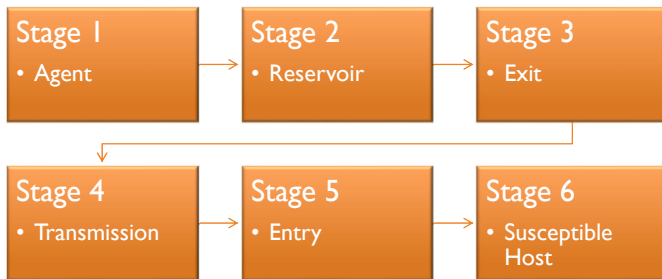 Stage 1
• Agent
Stage 2
• Reservoir
Stage 3
• Exit
Stage 4
• Transmission
Stage 5
• Entry
Stage 6
• Susceptible
Host